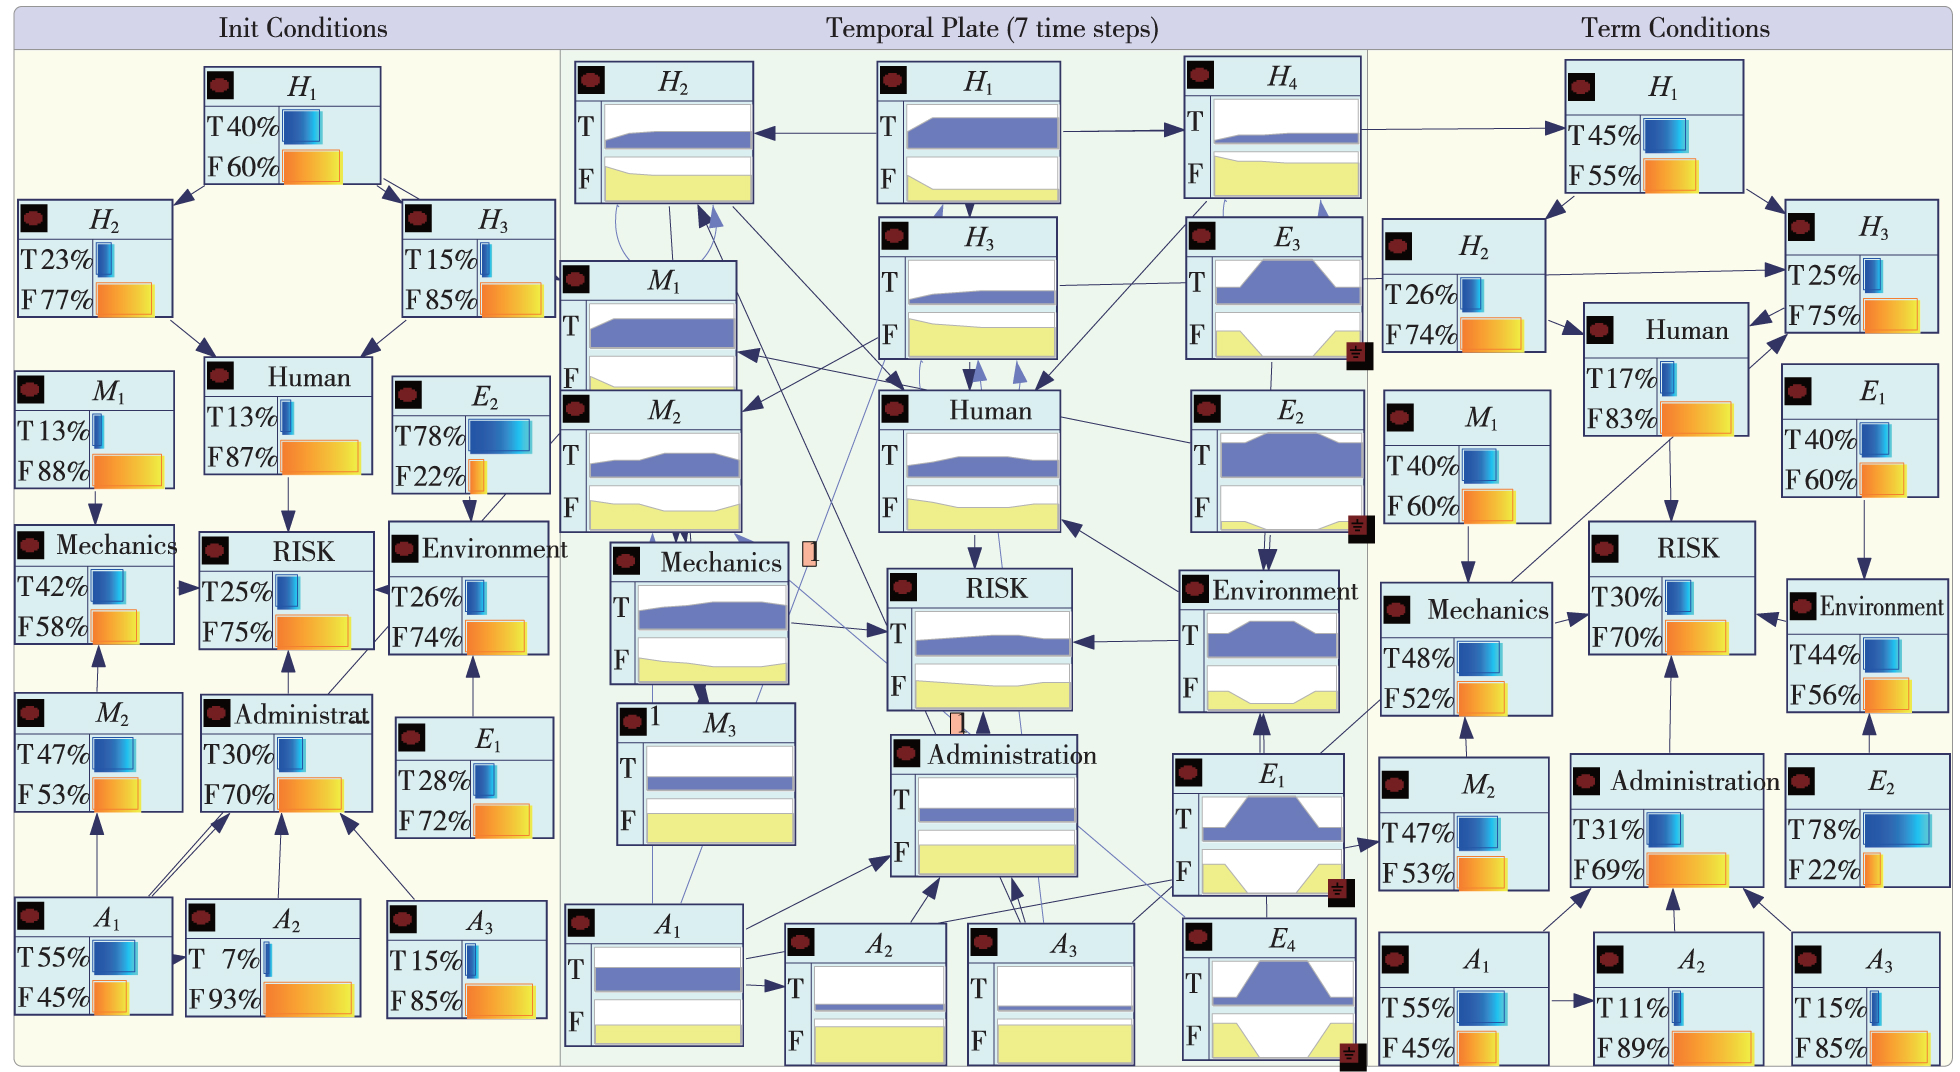 Init Conditions
Temporal Plate (7 time steps)
Term Conditions
H1
T 40%
F 60%
H2
T 23%
F 77%
H3
T 15%
F 85%
Human
T 13%
F 87%
M1
T 13%
F 88%
E2
T 78%
F 22%
Mechanics
T 42%
F 58%
RISK
T 25%
F 75%
Environment
T 26%
F 74%
M2
T 47%
F 53%
Administrat...
T 30%
F 70%
E1
T 28%
F 72%
A1
T 55%
F 45%
A2
T 7%
F 93%
A3
T 15%
F 85%
H2
T
F
H1
T
F
H4
T
F
H3
T
F
E3
T
F
M1
T
F
M2
T
F
Human
T
F
E2
T
F
1
Mechanics
T
F
RISK
T
F
Environment
T
F
1
M3
T
F
1
Administration
T
F
E1
T
F
A1
T
F
A2
T
F
A3
T
F
E4
T
F
H1
T 45%
F 55%
H2
T 26%
F 74%
H3
T 25%
F 75%
Human
T 17%
F 83%
M1
T 40%
F 60%
E1
T 40%
F 60%
RISK
T 30%
F 70%
Mechanics
T 48%
F 52%
Environment
T 44%
F 56%
M2
T 47%
F 53%
Administration
T 31%
F 69%
E2
T 78%
F 22%
A1
T 55%
F 45%
A2
T 11%
F 89%
A3
T 15%
F 85%